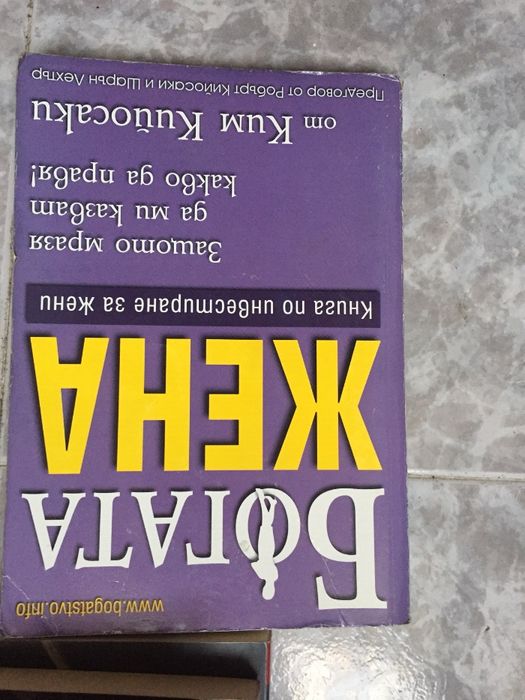 www.bogatstvo.info
БОГАТА
ЖЕНА
Книга по инвестиране за жени
Защото мразя
да ми казват
какво да правя!
от Ким Кийосаки
Предговор от Робърт Кийосаки и Шарън Лехтър